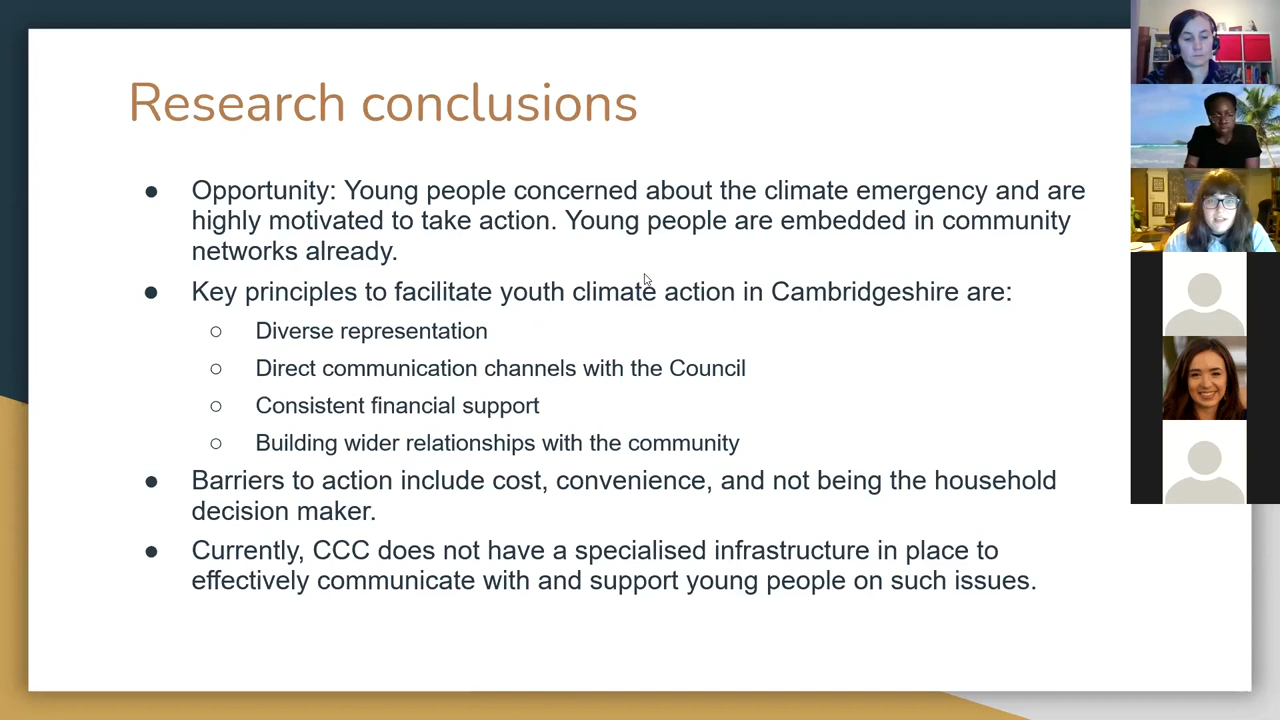 Research conclusions
● Opportunity: Young people concerned about the climate emergency and are
highly motivated to take action. Young people are embedded in community
networks already.
● Key principles to facilitate youth climate action in Cambridgeshire are:
○ Diverse representation
○ Direct communication channels with the Council
○ Consistent financial support
○ Building wider relationships with the community
● Barriers to action include cost, convenience, and not being the household
decision maker.
● Currently, CCC does not have a specialised infrastructure in place to
effectively communicate with and support young people on such issues.